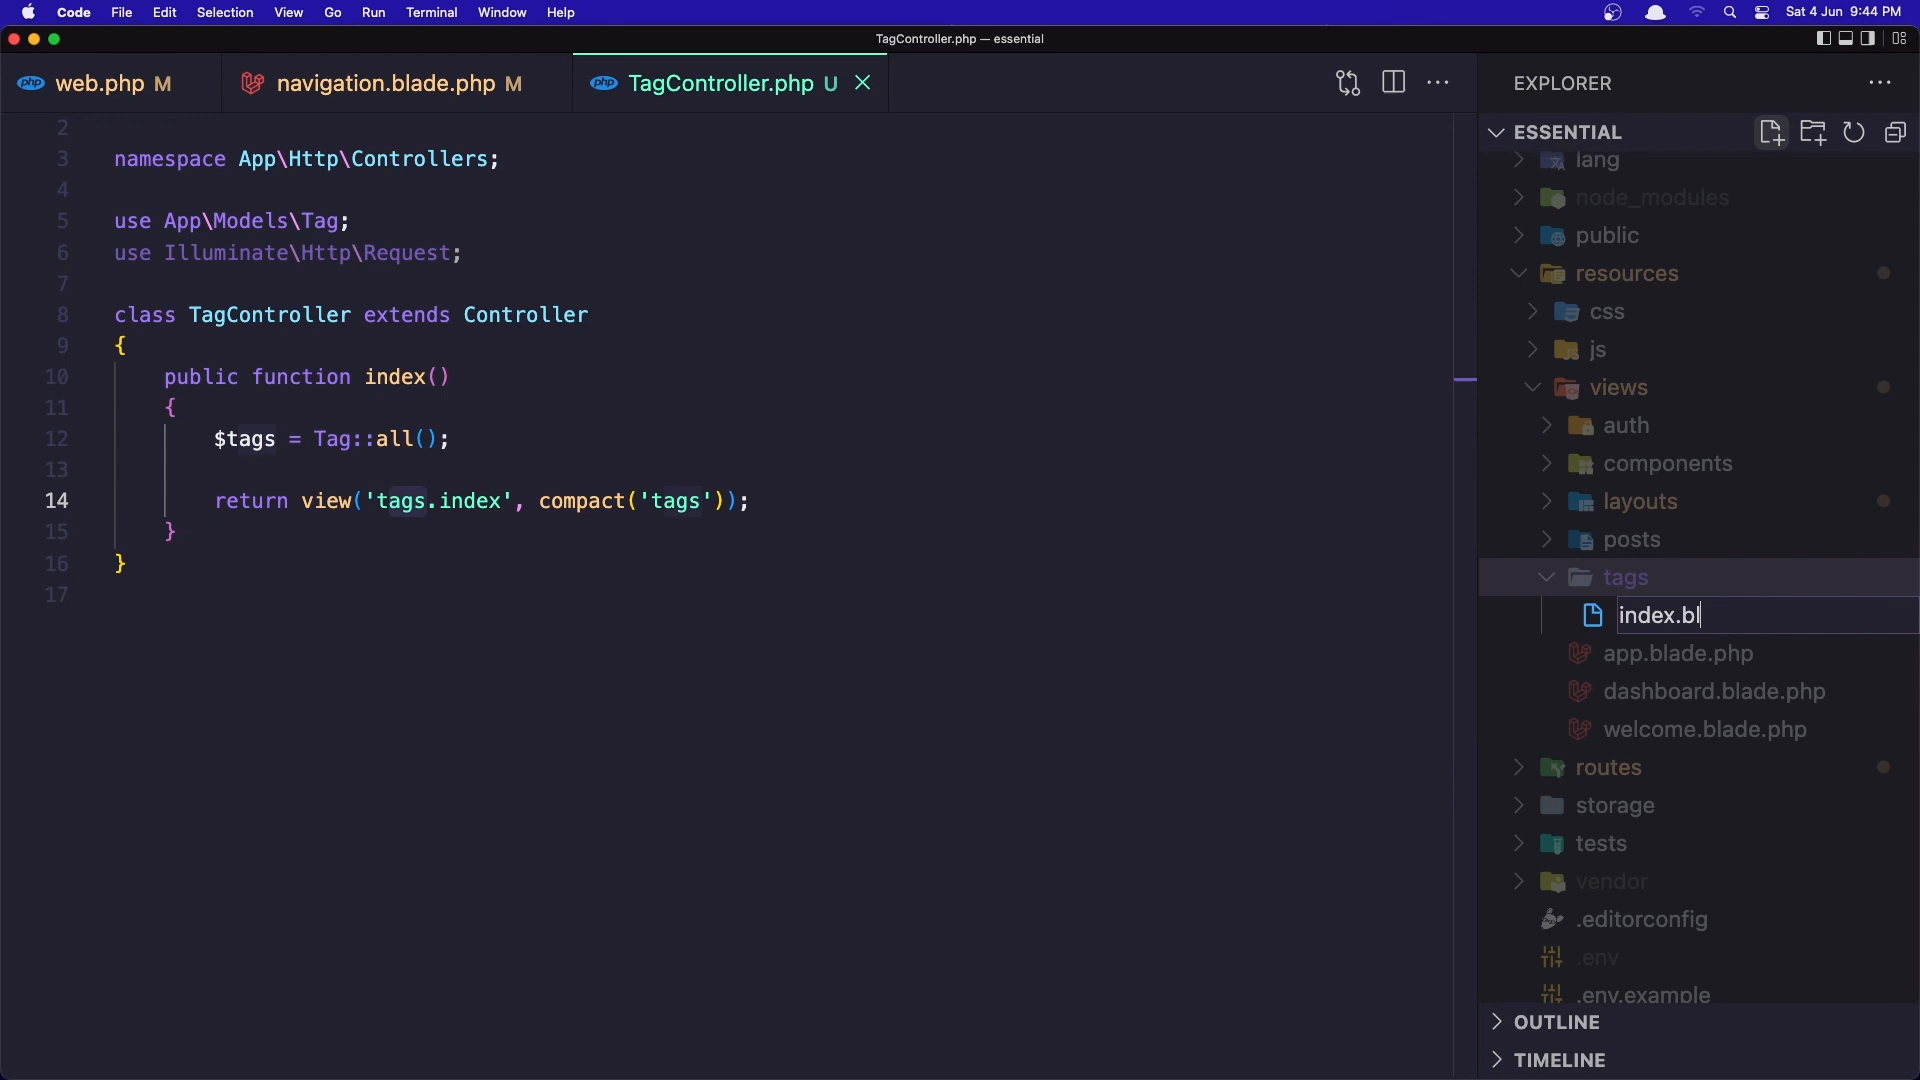 Code File Edit Selection View Go Run Terminal Window Help Sat 4 Jun 9:44 PM
TagController.php — essential
php web.php M navigation.blade.php M php TagController.php U
2
3 namespace App\Http\Controllers;
4
5 use App\Models\Tag;
6 use Illuminate\Http\Request;
7
8 class TagController extends Controller
9 {
10 public function index()
11 {
12 $tags = Tag::all();
13
14 return view('tags.index', compact('tags'));
15 }
16 }
17
EXPLORER
ESSENTIAL
lang
node_modules
public
resources
css
js
views
auth
components
layouts
posts
tags
index.bl
app.blade.php
dashboard.blade.php
welcome.blade.php
routes
storage
tests
vendor
.editorconfig
.env
.env.example
OUTLINE
TIMELINE